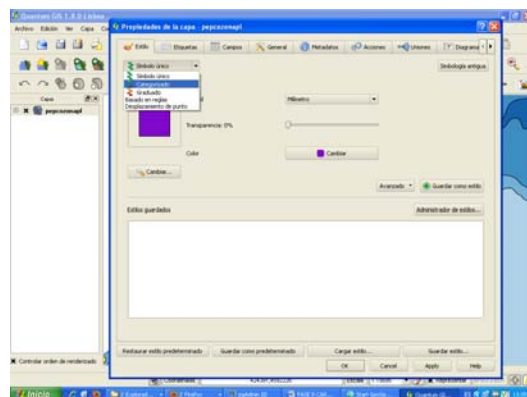 Quantum GIS 1.8.0 Lisboa
Propiedades de la capa - pepcazonapl
Archivo Edición Ver Capa
Estilo Etiquetas Campos General Metadatos Acciones Uniones Diagrama
Símbolo único
Simbología antigua
Símbolo único
Categorizado
Graduado
Basado en reglas
Desplazamiento de punto
Milímetro
Capas
pepcazonapl
Transparencia: 0%
Color
Cambiar
Cambiar...
Avanzado
Guardar como estilo
Estilos guardados
Administrador de estilos...
Restaurar estilo predeterminado
Guardar como predeterminado
Cargar estilo...
Guardar estilo...
Controlar orden de renderizado
OK
Cancel
Apply
Help
Inicio